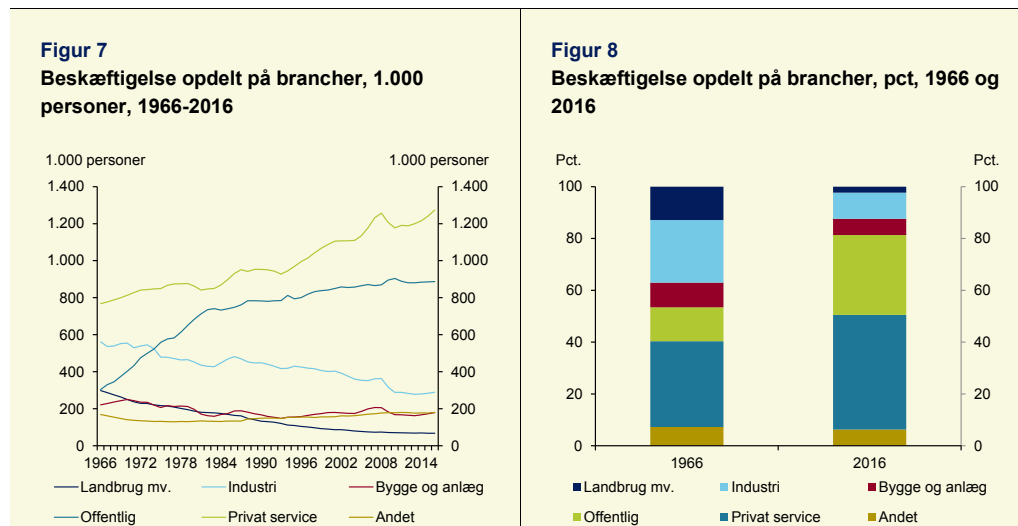 Figur 7
Beskæftigelse opdelt på brancher, 1.000
personer, 1966-2016
1.000 personer 1.000 personer
1.400 1.400
1.200 1.200
1.000 1.000
800 800
600 600
400 400
200 200
0 0
1966 1972 1978 1984 1990 1996 2002 2008 2014
Landbrug mv. Industri Bygge og anlæg
Offentlig Privat service Andet
Figur 8
Beskæftigelse opdelt på brancher, pct, 1966 og
2016
Pct. Pct.
100 100
80 80
60 60
40 40
20 20
0 0
1966 2016
Landbrug mv. Industri Bygge og anlæg
Offentlig Privat service Andet